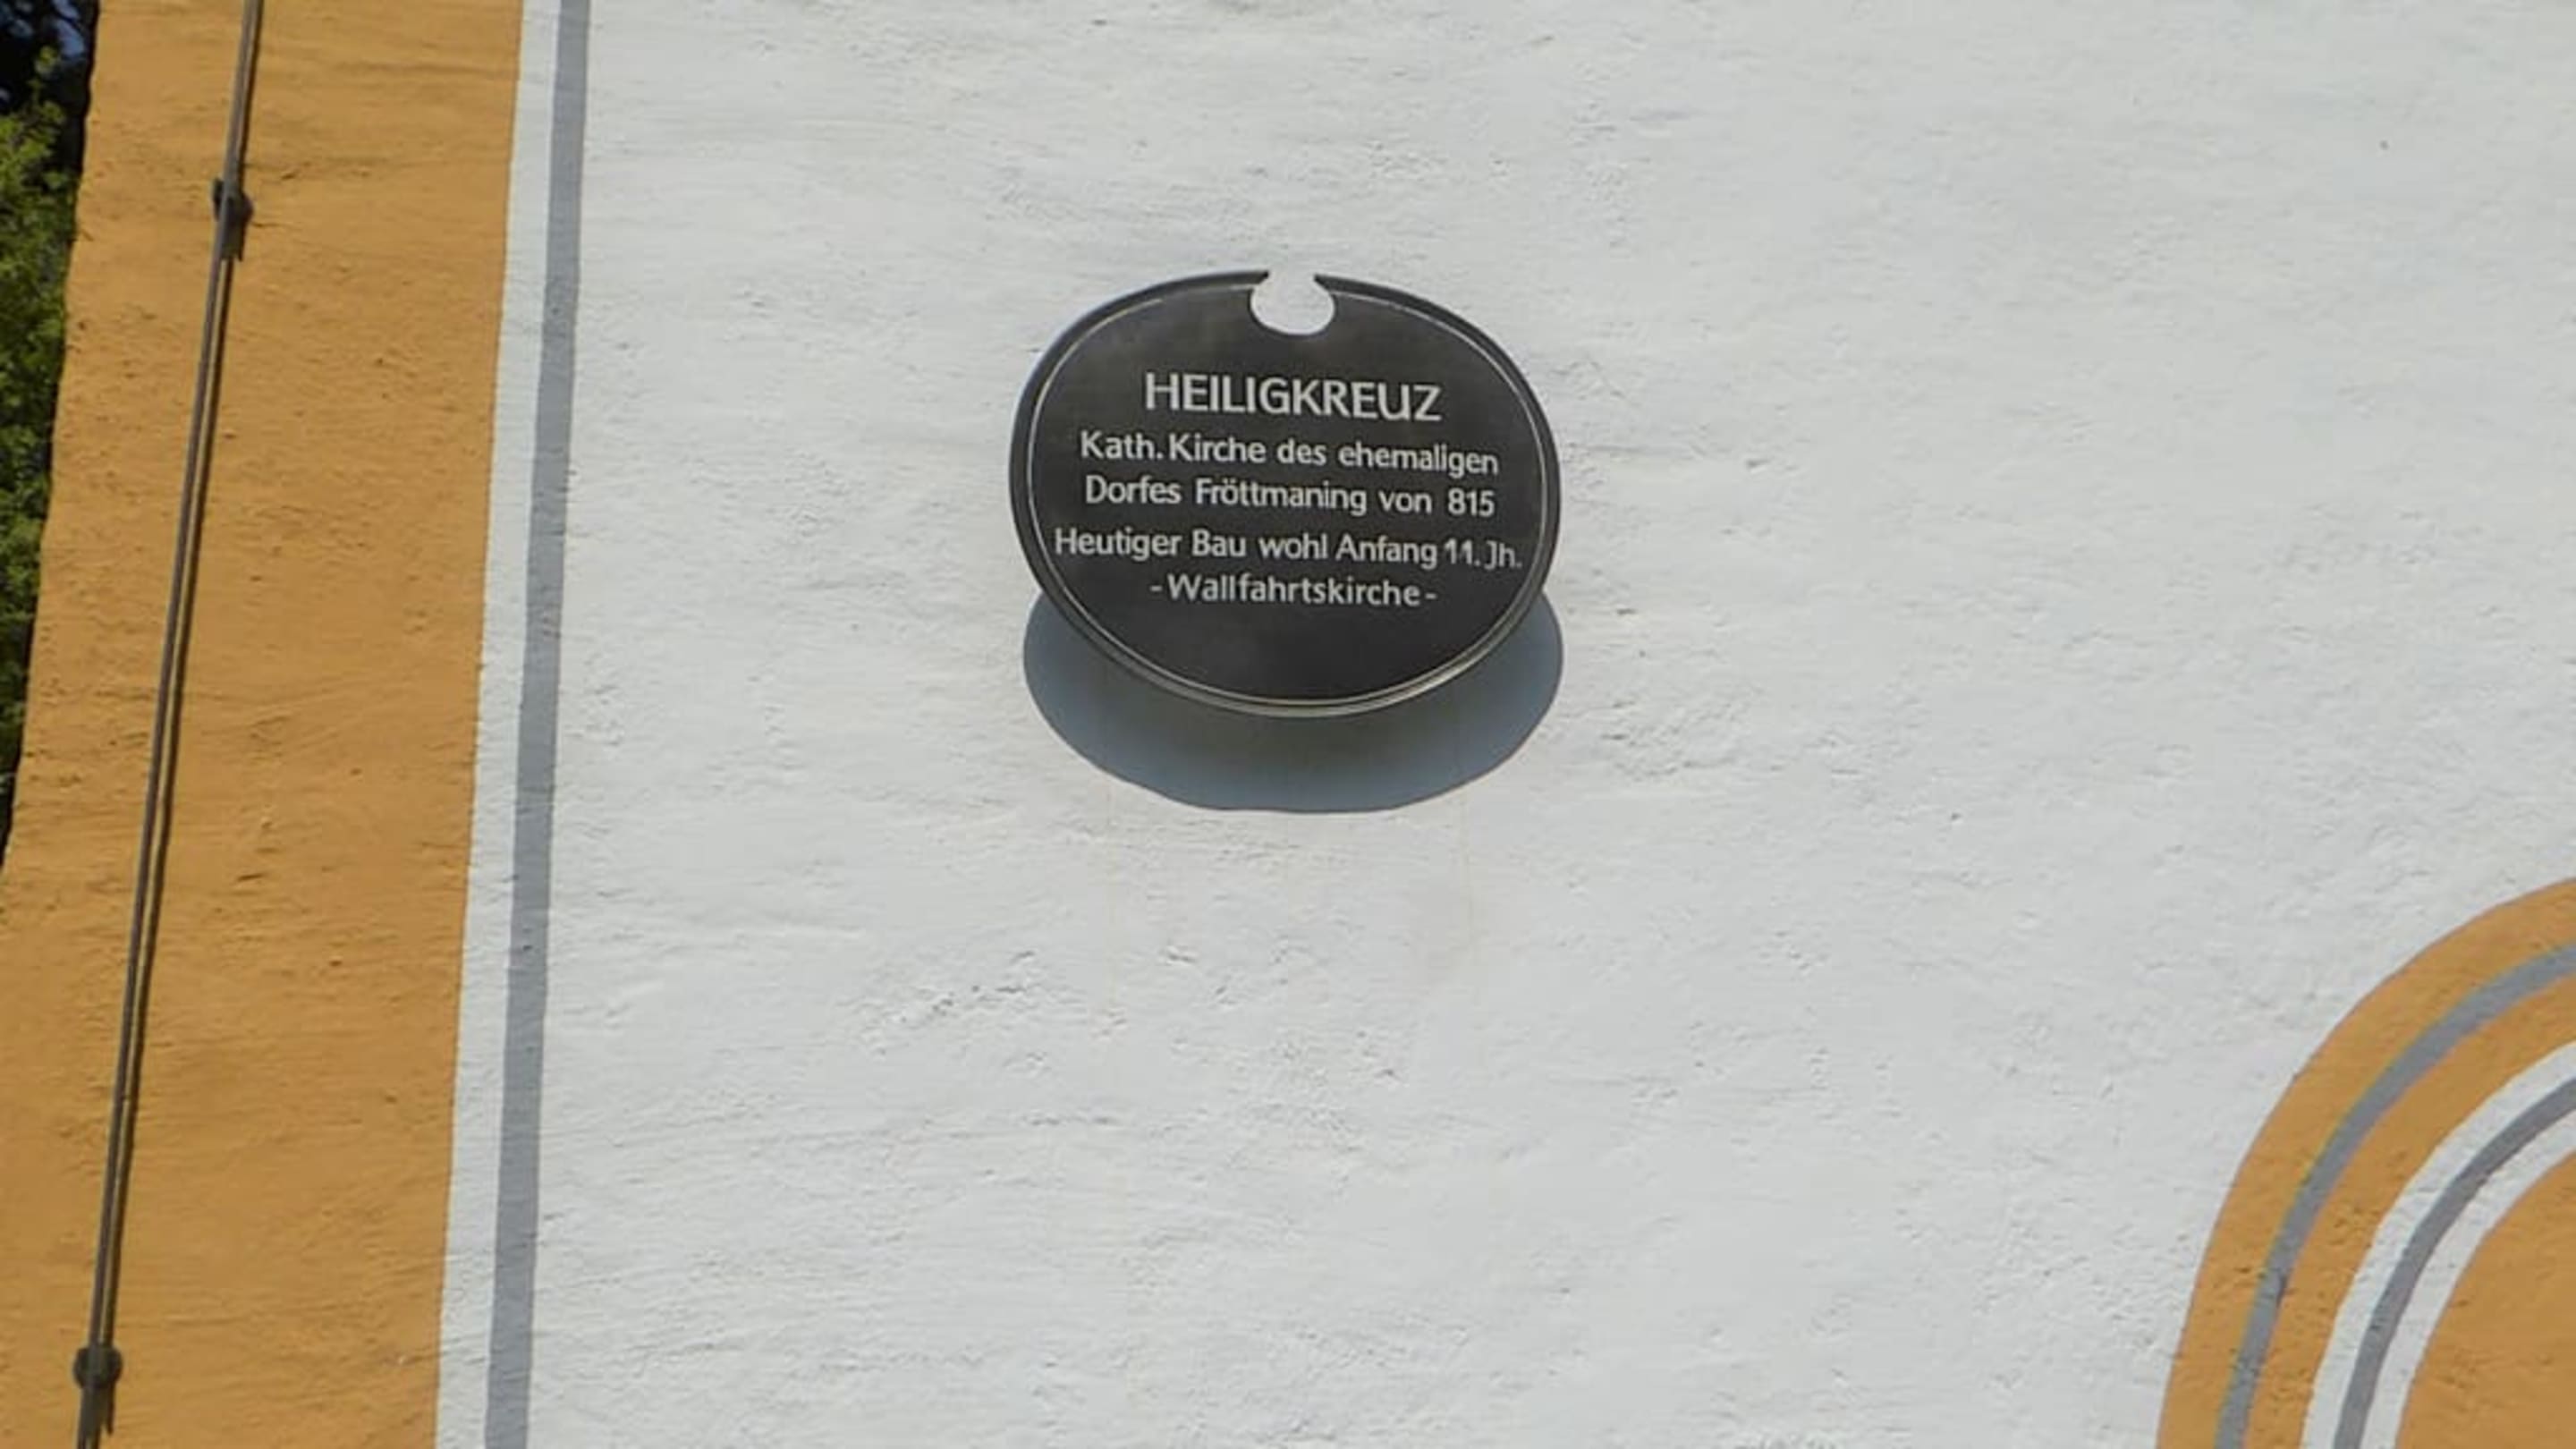 HEILIGKREUZ
Kath. Kirche des ehemaligen
Dorfes Fröttmaning von 815
Heutiger Bau wohl Anfang 11. Jh.
- Wallfahrtskirche -